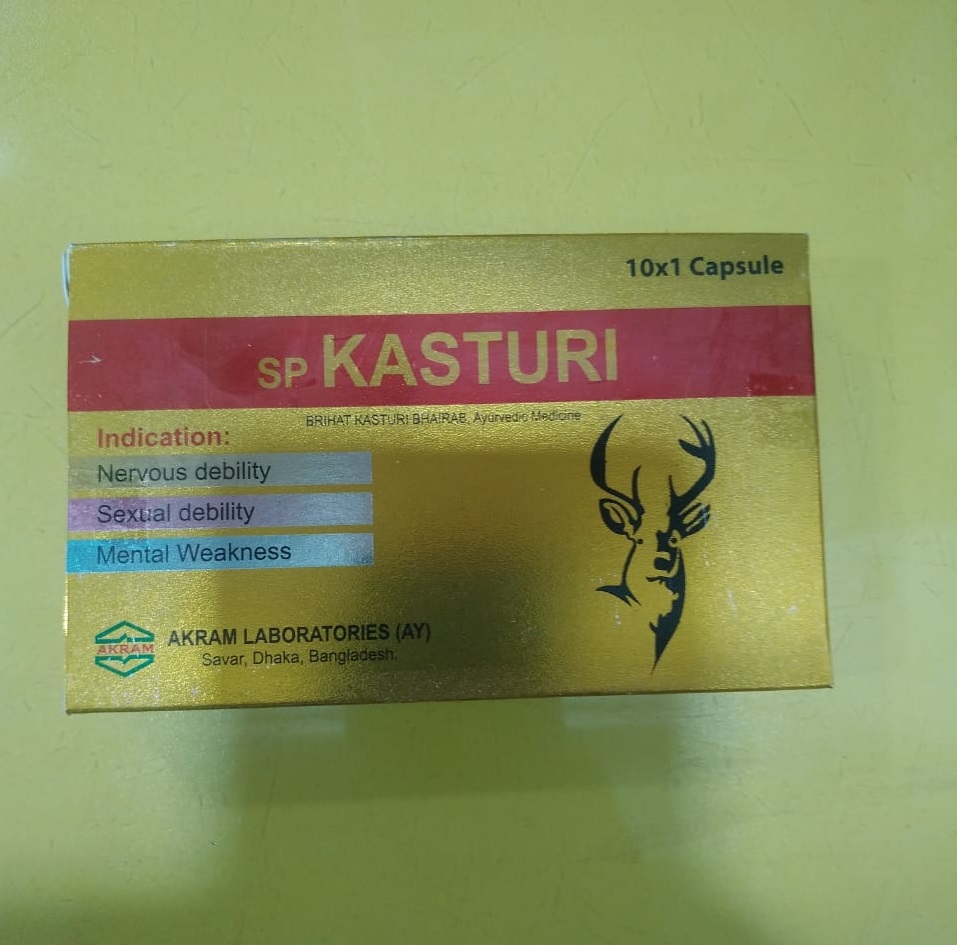 10x1 Capsule
SP KASTURI
BRIHAT KASTURI BHAIRAB, Ayurvedic Medicine
Indication:
Nervous debility
Sexual debility
Mental Weakness
AKRAM
AKRAM LABORATORIES (AY)
Savar, Dhaka, Bangladesh.